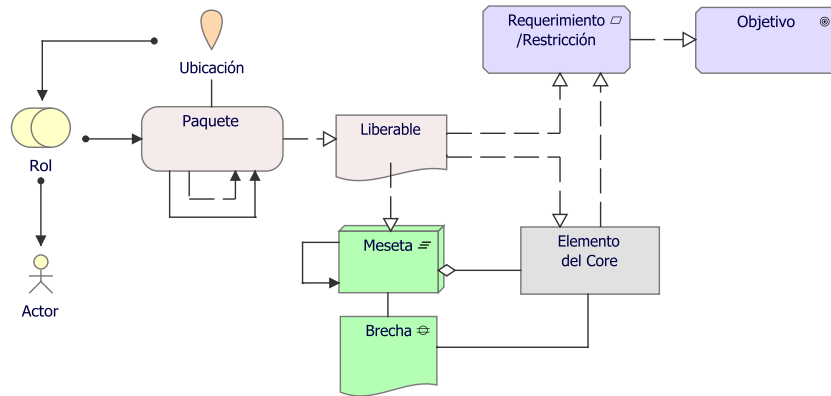 Requerimiento
/Restricción
Objetivo
Ubicación
Paquete
Liberable
Rol
Meseta
Elemento
del Core
Actor
Brecha